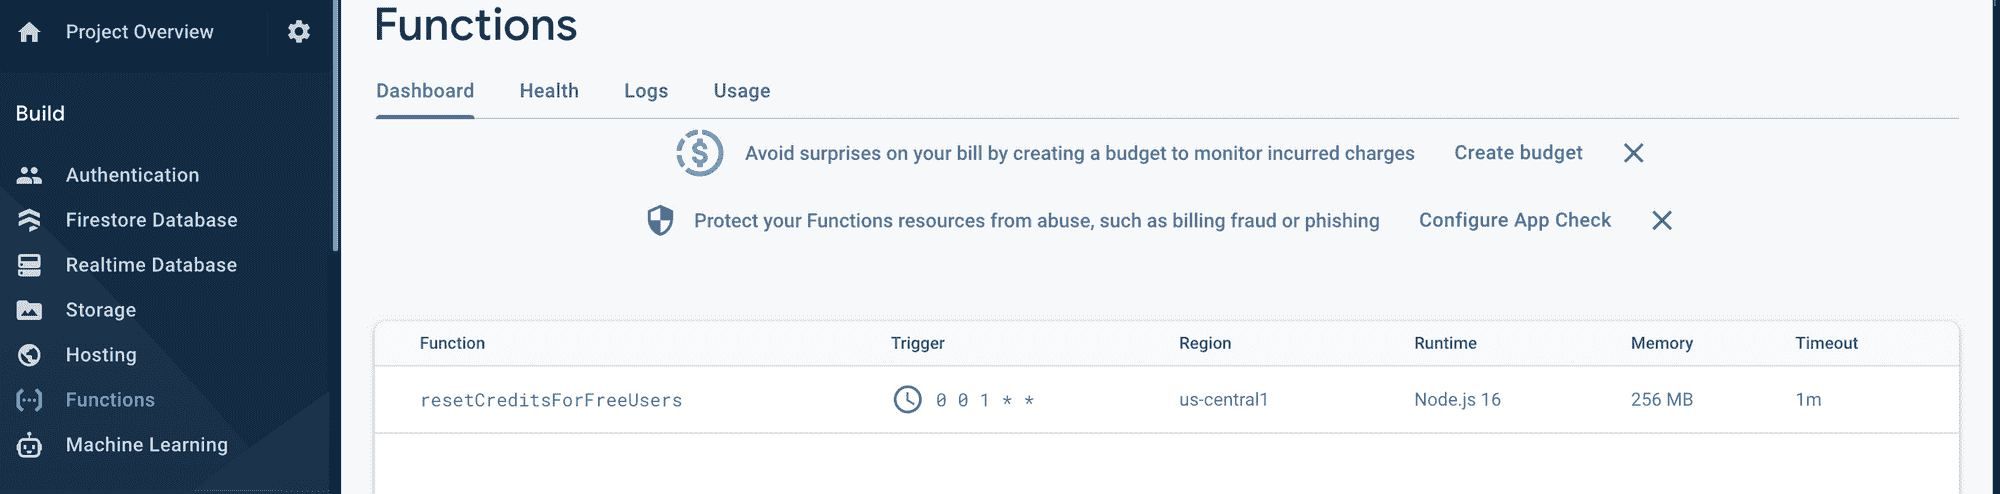 Project Overview
Build
Authentication
Firestore Database
Realtime Database
Storage
Hosting
Functions
Machine Learning
Functions
Dashboard Health Logs Usage
Avoid surprises on your bill by creating a budget to monitor incurred charges Create budget
Protect your Functions resources from abuse, such as billing fraud or phishing Configure App Check
Function Trigger Region Runtime Memory Timeout
resetCreditsForFreeUsers 0 0 1 * * us-central1 Node.js 16 256 MB 1m